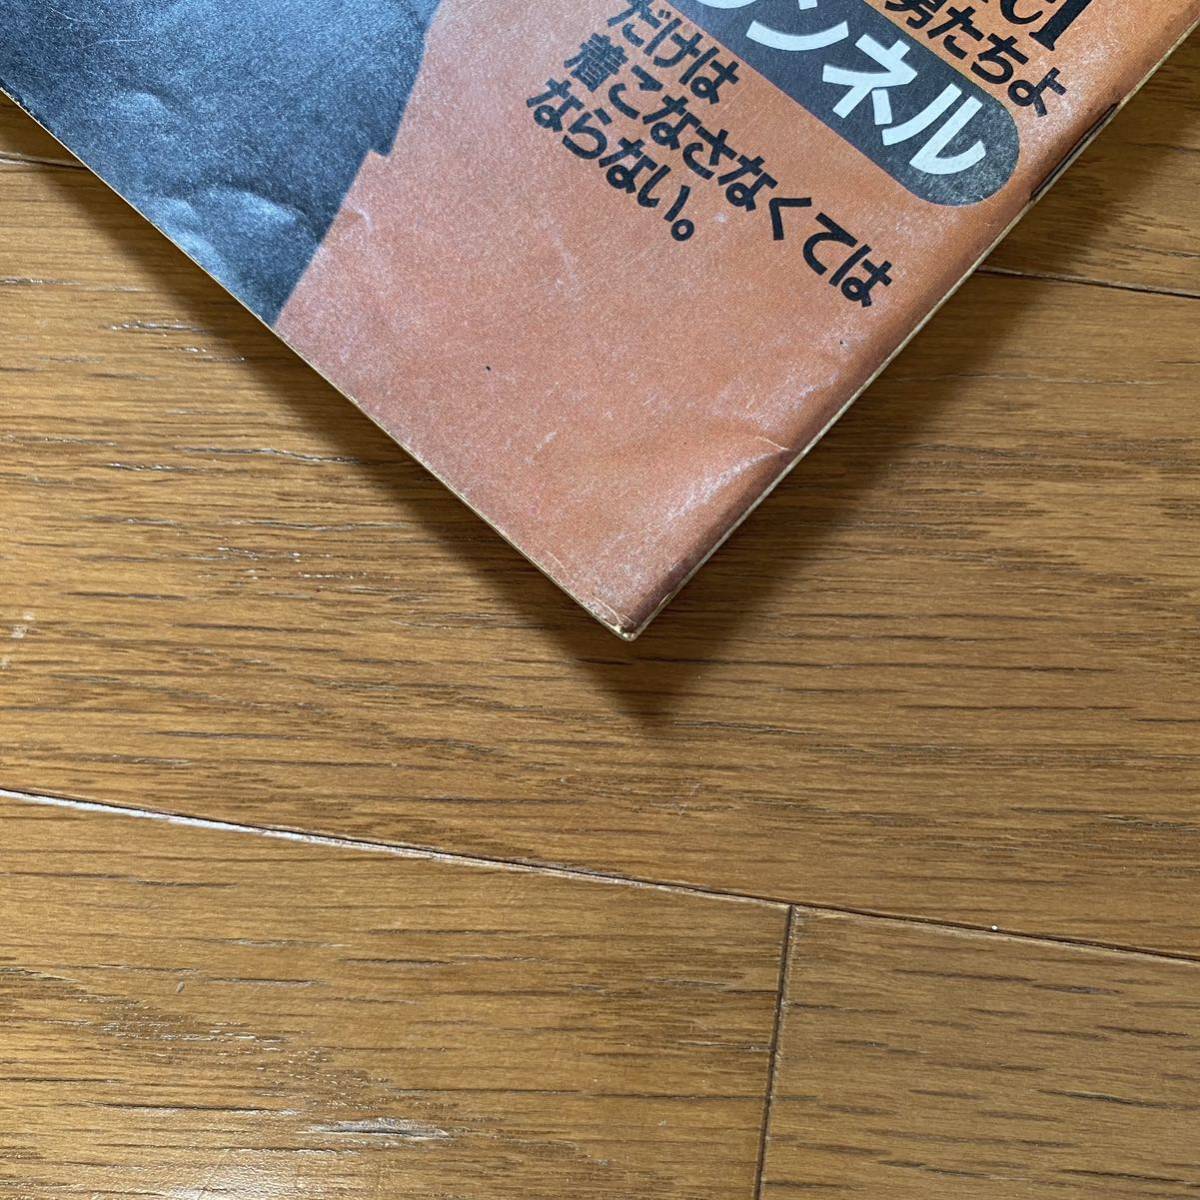 男たちよ
ンネル
だけは
着こなさなくては
ならない。